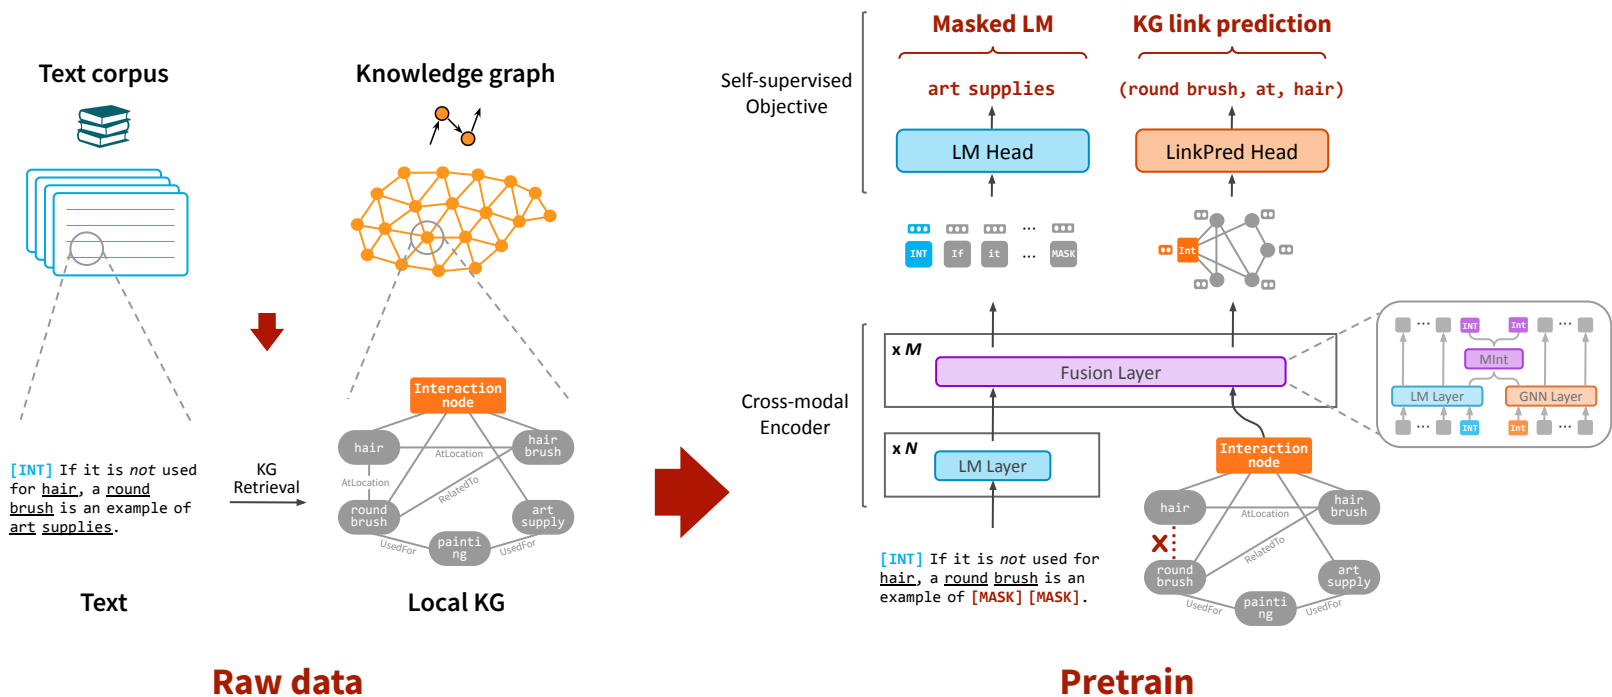 Text corpus
Knowledge graph
Interaction
node
hair
hair
brush
AtLocation
AtLocation
RelatedTo
round
brush
art
supply
painti
ng
UsedFor
UsedFor
[INT] If it is not used
for hair, a round
brush is an example of
art supplies.
KG
Retrieval
Text
Local KG
Raw data
Self-supervised
Objective
Masked LM
KG link prediction
art supplies
(round brush, at, hair)
LM Head
LinkPred Head
INT
If
it
...
...
MASK
Int
Cross-modal
Encoder
x M
Fusion Layer
x N
LM Layer
[INT] If it is not used for
hair, a round brush is an
example of [MASK] [MASK].
Interaction
node
hair
hair
brush
AtLocation
X
RelatedTo
round
brush
art
supply
painti
ng
UsedFor
UsedFor
...
INT
Int
...
MInt
LM Layer
GNN Layer
...
INT
Int
...
Pretrain